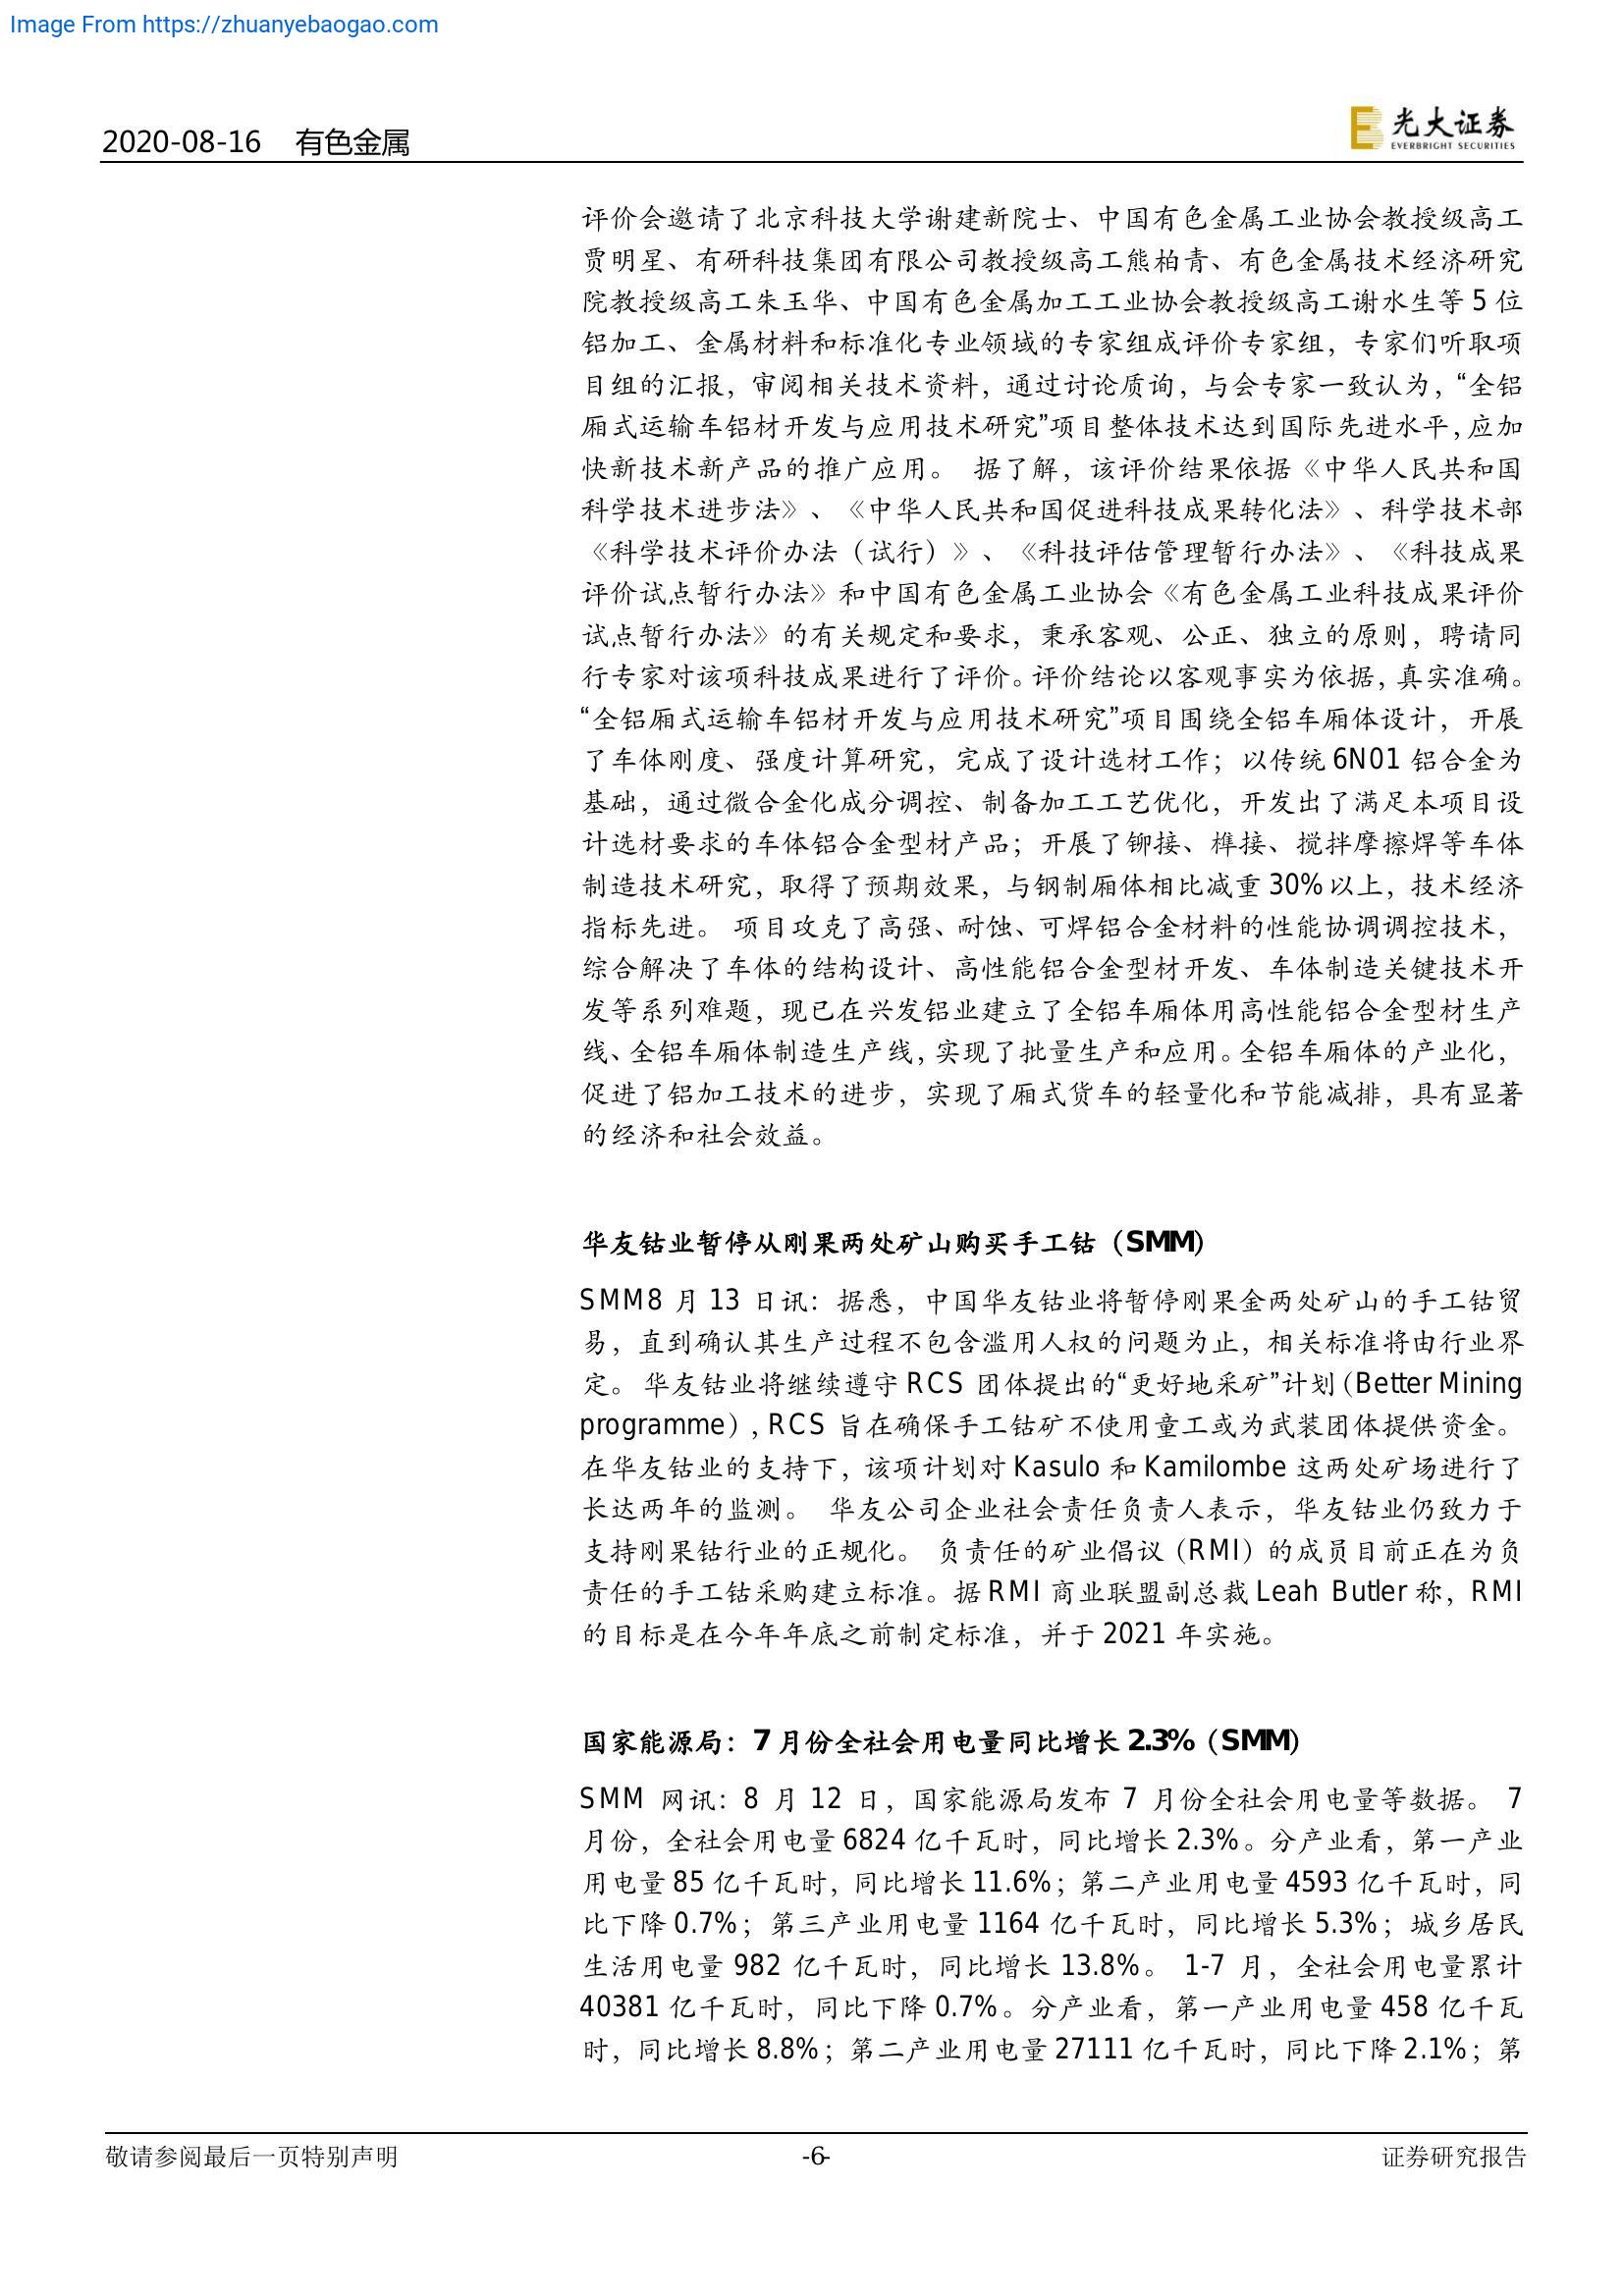 Image From https://zhuanyebaogao.com
2020-08-16 有色金属
光大证券
EVERBRIGHT SECURITIES
评价会邀请了北京科技大学谢建新院士、中国有色金属工业协会教授级高工
贾明星、有研科技集团有限公司教授级高工熊柏青、有色金属技术经济研究
院教授级高工朱玉华、中国有色金属加工工业协会教授级高工谢水生等 5 位
铝加工、金属材料和标准化专业领域的专家组成评价专家组，专家们听取项
目组的汇报，审阅相关技术资料，通过讨论质询，与会专家一致认为，“全铝
厢式运输车铝材开发与应用技术研究”项目整体技术达到国际先进水平，应加
快新技术新产品的推广应用。 据了解，该评价结果依据《中华人民共和国
科学技术进步法》、《中华人民共和国促进科技成果转化法》、科学技术部
《科学技术评价办法（试行）》、《科技评估管理暂行办法》、《科技成果
评价试点暂行办法》和中国有色金属工业协会《有色金属工业科技成果评价
试点暂行办法》的有关规定和要求，秉承客观、公正、独立的原则，聘请同
行专家对该项科技成果进行了评价。评价结论以客观事实为依据，真实准确。
“全铝厢式运输车铝材开发与应用技术研究”项目围绕全铝车厢体设计，开展
了车体刚度、强度计算研究，完成了设计选材工作；以传统 6N01 铝合金为
基础，通过微合金化成分调控、制备加工工艺优化，开发出了满足本项目设
计选材要求的车体铝合金型材产品；开展了铆接、榫接、搅拌摩擦焊等车体
制造技术研究，取得了预期效果，与钢制厢体相比减重 30%以上，技术经济
指标先进。 项目攻克了高强、耐蚀、可焊铝合金材料的性能协调调控技术，
综合解决了车体的结构设计、高性能铝合金型材开发、车体制造关键技术开
发等系列难题，现已在兴发铝业建立了全铝车厢体用高性能铝合金型材生产
线、全铝车厢体制造生产线，实现了批量生产和应用。全铝车厢体的产业化，
促进了铝加工技术的进步，实现了厢式货车的轻量化和节能减排，具有显著
的经济和社会效益。
华友钴业暂停从刚果两处矿山购买手工钴（SMM）
SMM8 月 13 日讯：据悉，中国华友钴业将暂停刚果金两处矿山的手工钴贸
易，直到确认其生产过程不包含滥用人权的问题为止，相关标准将由行业界
定。 华友钴业将继续遵守 RCS 团体提出的“更好地采矿”计划（Better Mining
programme），RCS 旨在确保手工钴矿不使用童工或为武装团体提供资金。
在华友钴业的支持下，该项计划对 Kasulo 和 Kamilombe 这两处矿场进行了
长达两年的监测。 华友公司企业社会责任负责人表示，华友钴业仍致力于
支持刚果钴行业的正规化。 负责任的矿业倡议（RMI）的成员目前正在为负
责任的手工钴采购建立标准。据 RMI 商业联盟副总裁 Leah Butler 称，RMI
的目标是在今年年底之前制定标准，并于 2021 年实施。
国家能源局：7 月份全社会用电量同比增长 2.3%（SMM）
SMM 网讯：8 月 12 日，国家能源局发布 7 月份全社会用电量等数据。 7
月份，全社会用电量 6824 亿千瓦时，同比增长 2.3%。分产业看，第一产业
用电量 85 亿千瓦时，同比增长 11.6%；第二产业用电量 4593 亿千瓦时，同
比下降 0.7%；第三产业用电量 1164 亿千瓦时，同比增长 5.3%；城乡居民
生活用电量 982 亿千瓦时，同比增长 13.8%。 1-7 月，全社会用电量累计
40381 亿千瓦时，同比下降 0.7%。分产业看，第一产业用电量 458 亿千瓦
时，同比增长 8.8%；第二产业用电量 27111 亿千瓦时，同比下降 2.1%；第
敬请参阅最后一页特别声明 -6- 证券研究报告